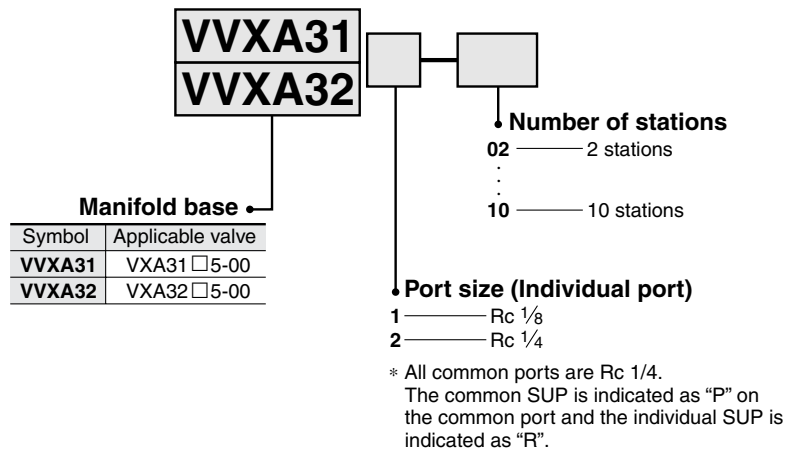 VVXA31
VVXA32
Number of stations
02 2 stations
10 10 stations
Manifold base
Symbol Applicable valve
VVXA31 VXA31□5-00
VVXA32 VXA32□5-00
Port size (Individual port)
1 Rc 1/8
2 Rc 1/4
* All common ports are Rc 1/4.
The common SUP is indicated as “P” on
the common port and the individual SUP is
indicated as “R”.